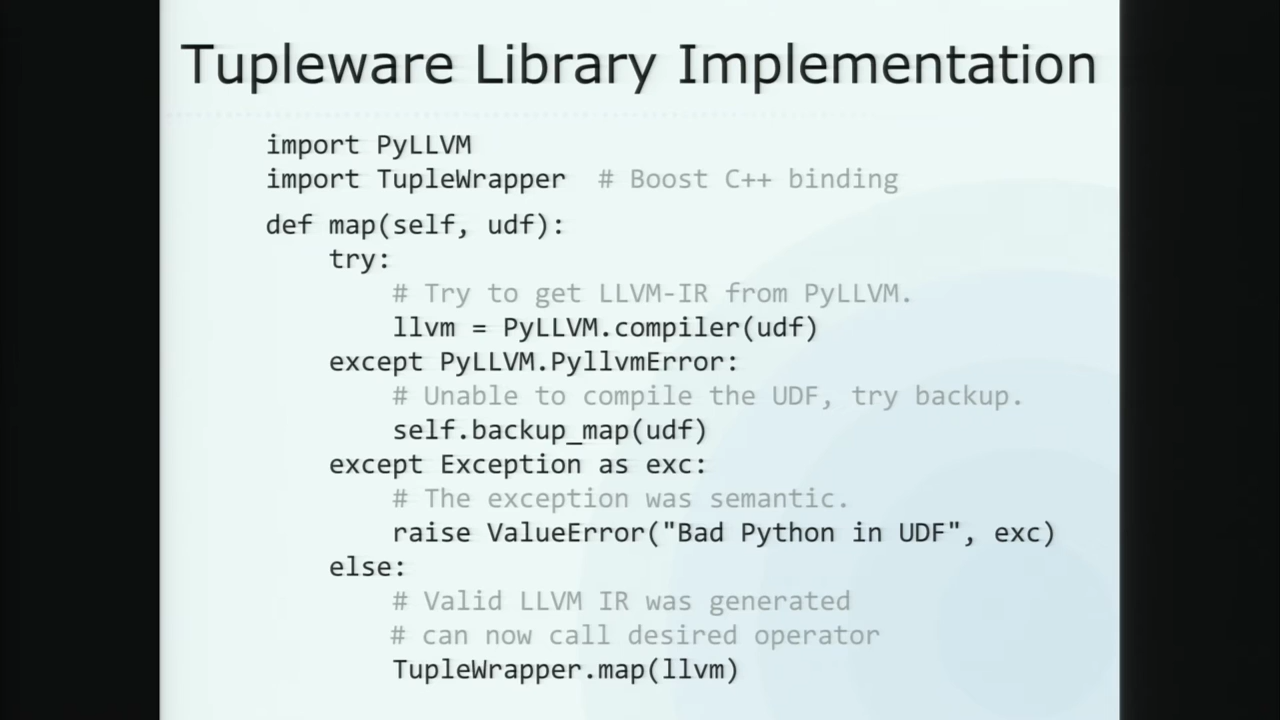 Tupleware Library Implementation
import PyLLVM
import TupleWrapper  # Boost C++ binding
def map(self, udf):
    try:
        # Try to get LLVM-IR from PyLLVM.
        llvm = PyLLVM.compiler(udf)
    except PyLLVM.PyllvmError:
        # Unable to compile the UDF, try backup.
        self.backup_map(udf)
    except Exception as exc:
        # The exception was semantic.
        raise ValueError("Bad Python in UDF", exc)
    else:
        # Valid LLVM IR was generated
        # can now call desired operator
        TupleWrapper.map(llvm)